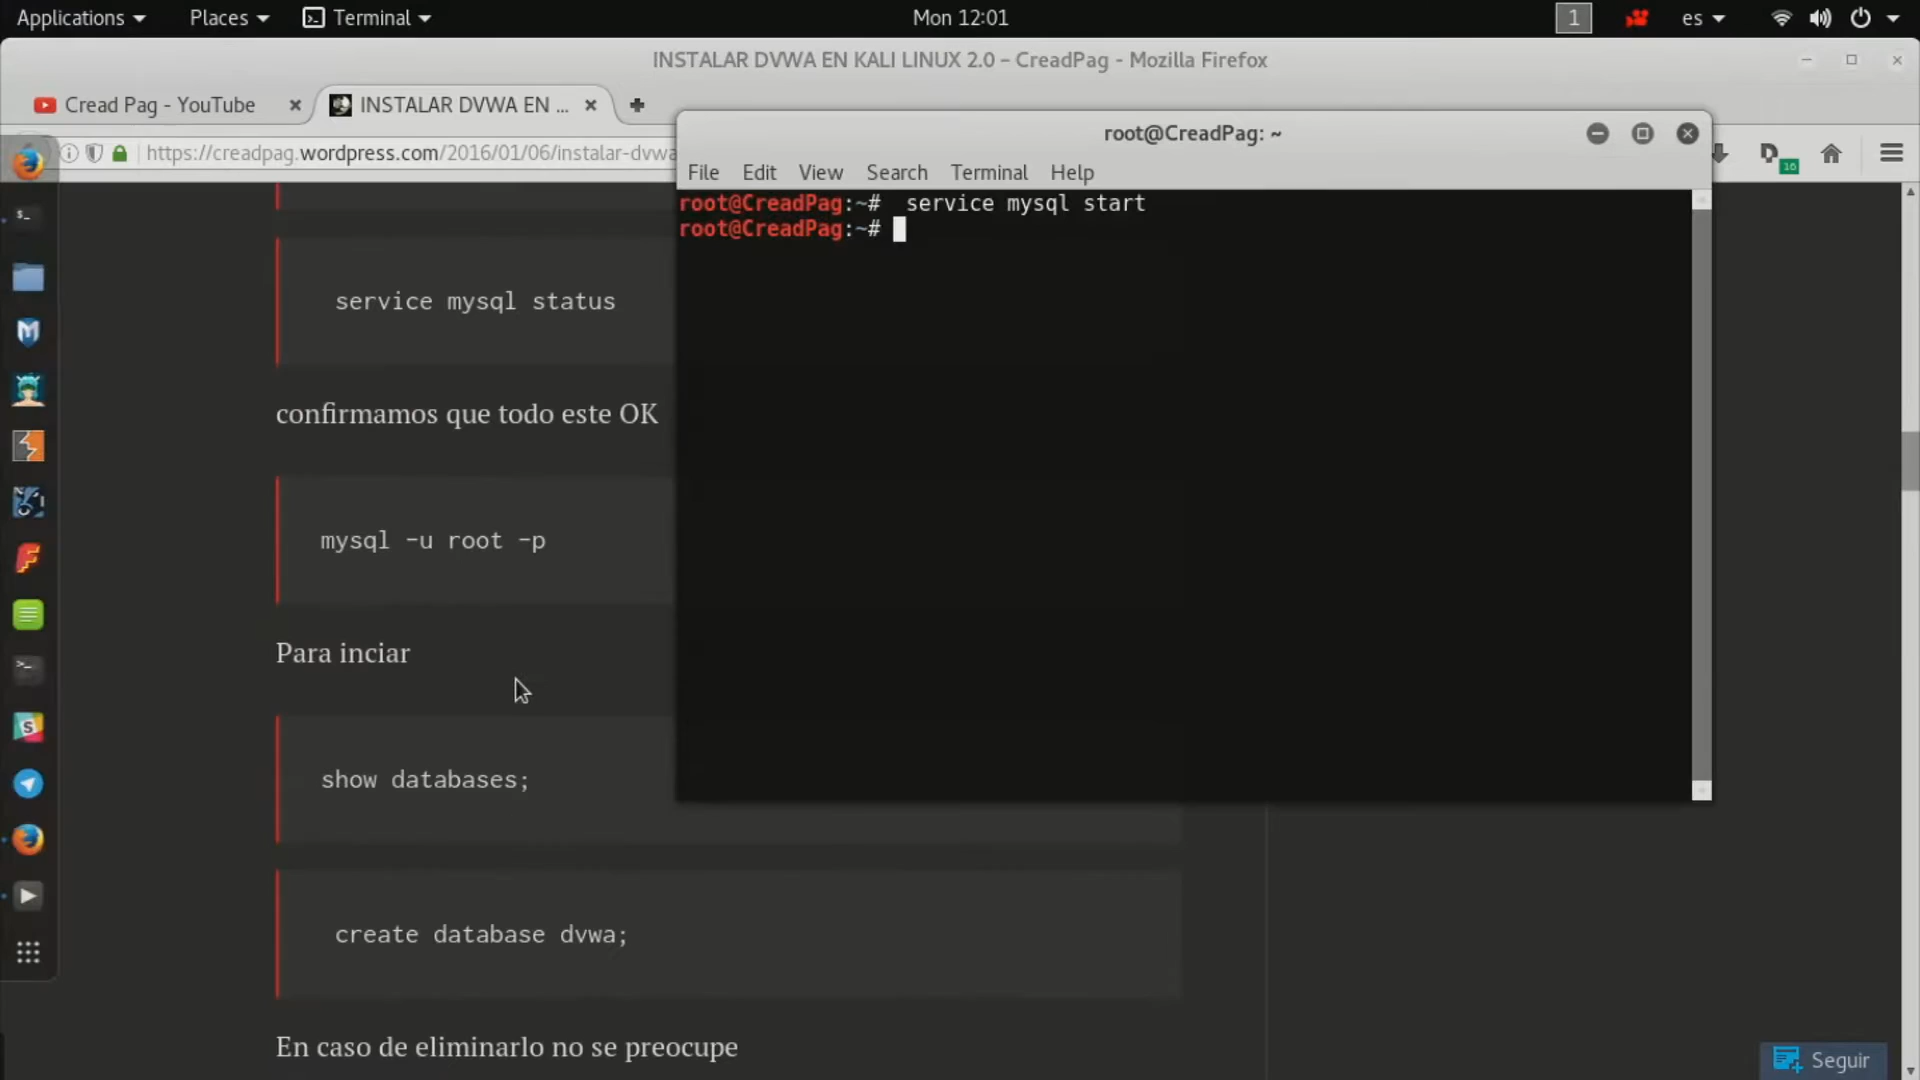 Applications Places Terminal Mon 12:01 1 es
INSTALAR DVWA EN KALI LINUX 2.0 – CreadPag - Mozilla Firefox
Cread Pag - YouTube INSTALAR DVWA EN ...
https://creadpag.wordpress.com/2016/01/06/instalar-dvwa
16
root@CreadPag: ~
File Edit View Search Terminal Help
root@CreadPag:~#  service mysql start
root@CreadPag:~#
service mysql status
confirmamos que todo este OK
mysql -u root -p
Para inciar
show databases;
create database dvwa;
En caso de eliminarlo no se preocupe
Seguir